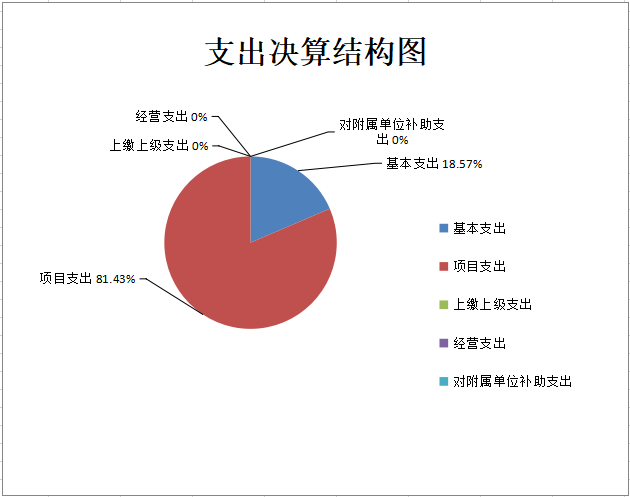 支出决算结构图
经营支出 0%
对附属单位补助支
出 0%
上缴上级支出 0%
基本支出 18.57%
项目支出 81.43%
基本支出
项目支出
上缴上级支出
经营支出
对附属单位补助支出